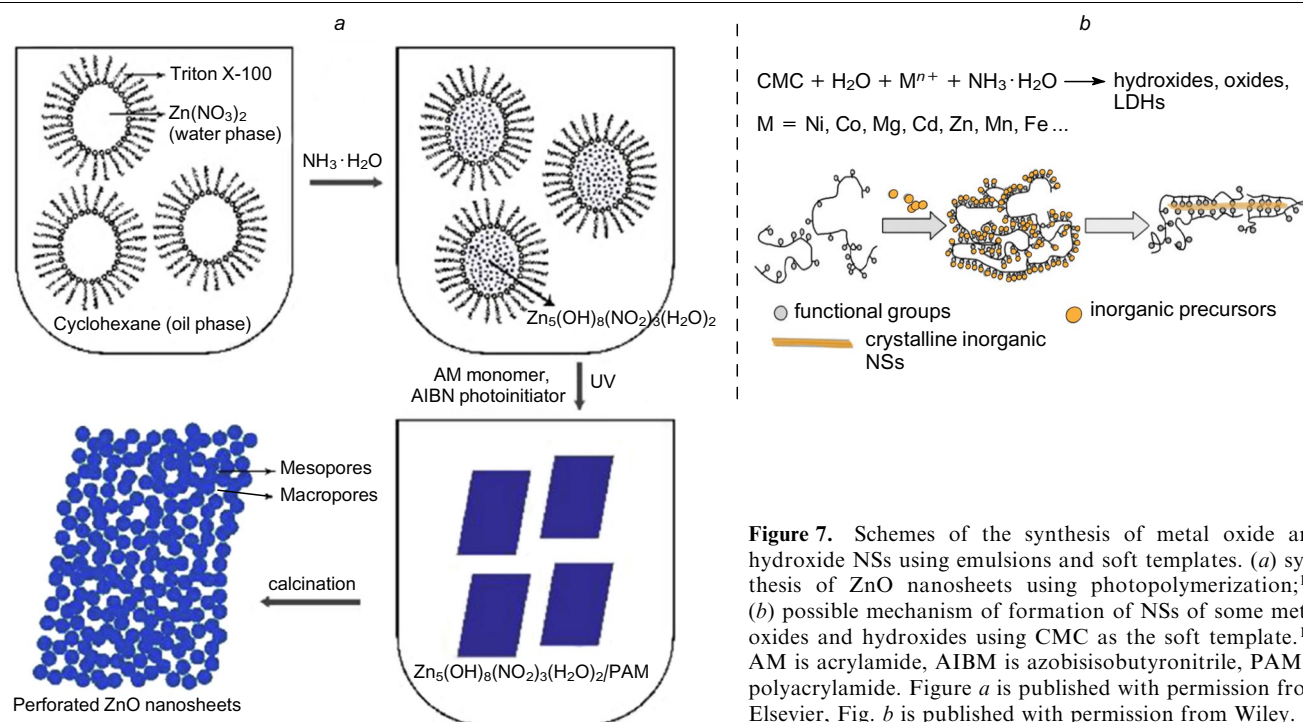 a
Triton X-100
Zn(NO3)2
(water phase)
Cyclohexane (oil phase)
NH3·H2O
Zn5(OH)8(NO2)3(H2O)2
AM monomer,
AIBN photoinitiator
UV
Zn5(OH)8(NO2)3(H2O)2/PAM
calcination
Mesopores
Macropores
Perforated ZnO nanosheets
b
CMC + H2O + Mn+ + NH3·H2O ⟶ hydroxides, oxides,
LDHs
M = Ni, Co, Mg, Cd, Zn, Mn, Fe ...
functional groups
inorganic precursors
crystalline inorganic
NSs
Figure 7. Schemes of the synthesis of metal oxide an
hydroxide NSs using emulsions and soft templates. (a) sy
thesis of ZnO nanosheets using photopolymerization;1
(b) possible mechanism of formation of NSs of some met
oxides and hydroxides using CMC as the soft template.1
AM is acrylamide, AIBM is azobisisobutyronitrile, PAM
polyacrylamide. Figure a is published with permission fro
Elsevier, Fig. b is published with permission from Wiley.